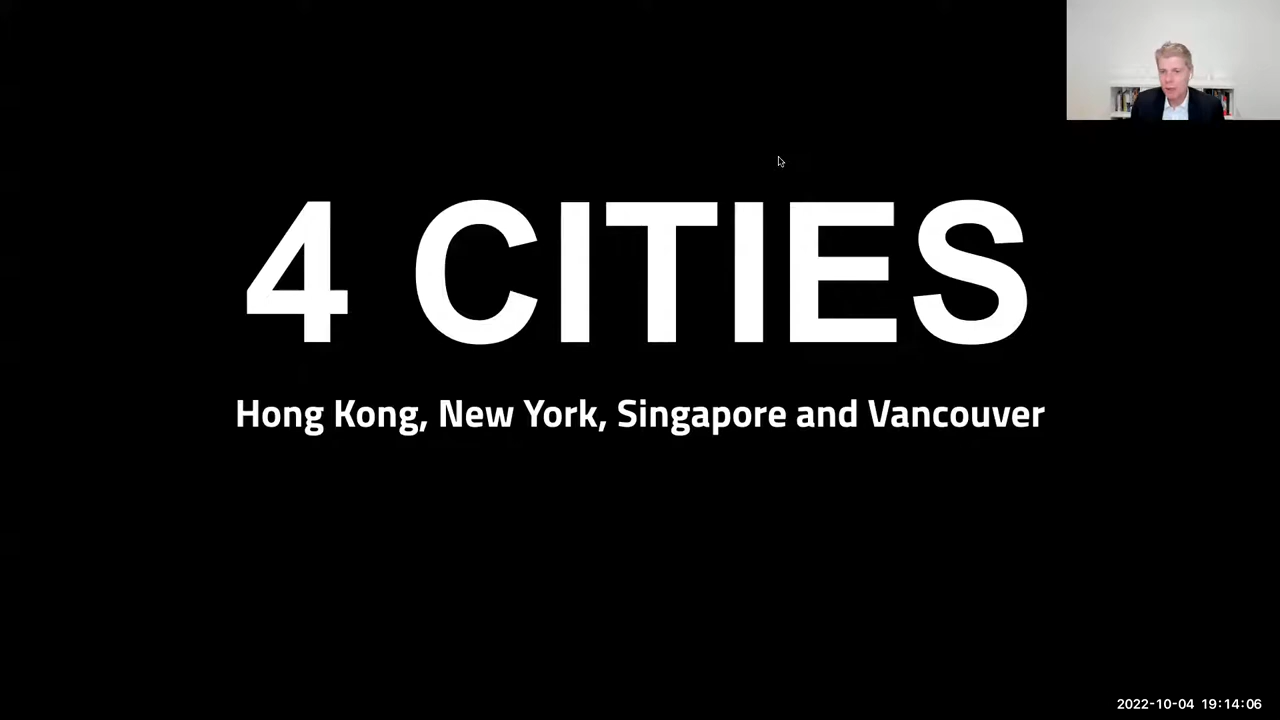 4 CITIES
Hong Kong, New York, Singapore and Vancouver
2022-10-04 19:14:06